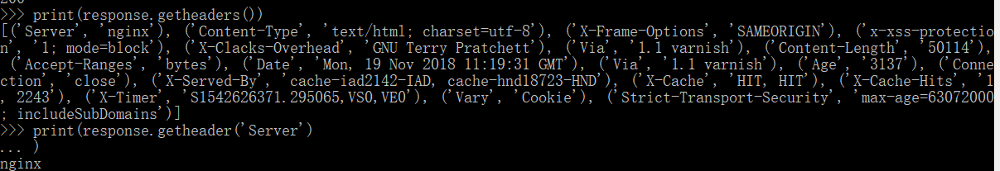 200
>>> print(response.getheaders())
[('Server', 'nginx'), ('Content-Type', 'text/html; charset=utf-8'), ('X-Frame-Options', 'SAMEORIGIN'), ('x-xss-protectio
n', '1; mode=block'), ('X-Clacks-Overhead', 'GNU Terry Pratchett'), ('Via', '1.1 varnish'), ('Content-Length', '50114'),
 ('Accept-Ranges', 'bytes'), ('Date', 'Mon, 19 Nov 2018 11:19:31 GMT'), ('Via', '1.1 varnish'), ('Age', '3137'), ('Conne
ction', 'close'), ('X-Served-By', 'cache-iad2142-IAD, cache-hnd18723-HND'), ('X-Cache', 'HIT, HIT'), ('X-Cache-Hits', '1
, 2243'), ('X-Timer', 'S1542626371.295065,VS0,VE0'), ('Vary', 'Cookie'), ('Strict-Transport-Security', 'max-age=63072000
; includeSubDomains')]
>>> print(response.getheader('Server')
... )
nginx